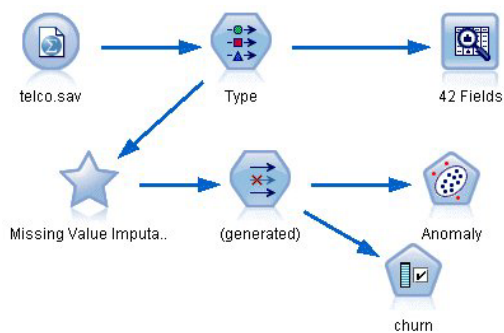 telco.sav
Type
42 Fields
Missing Value Imputa..
(generated)
Anomaly
churn